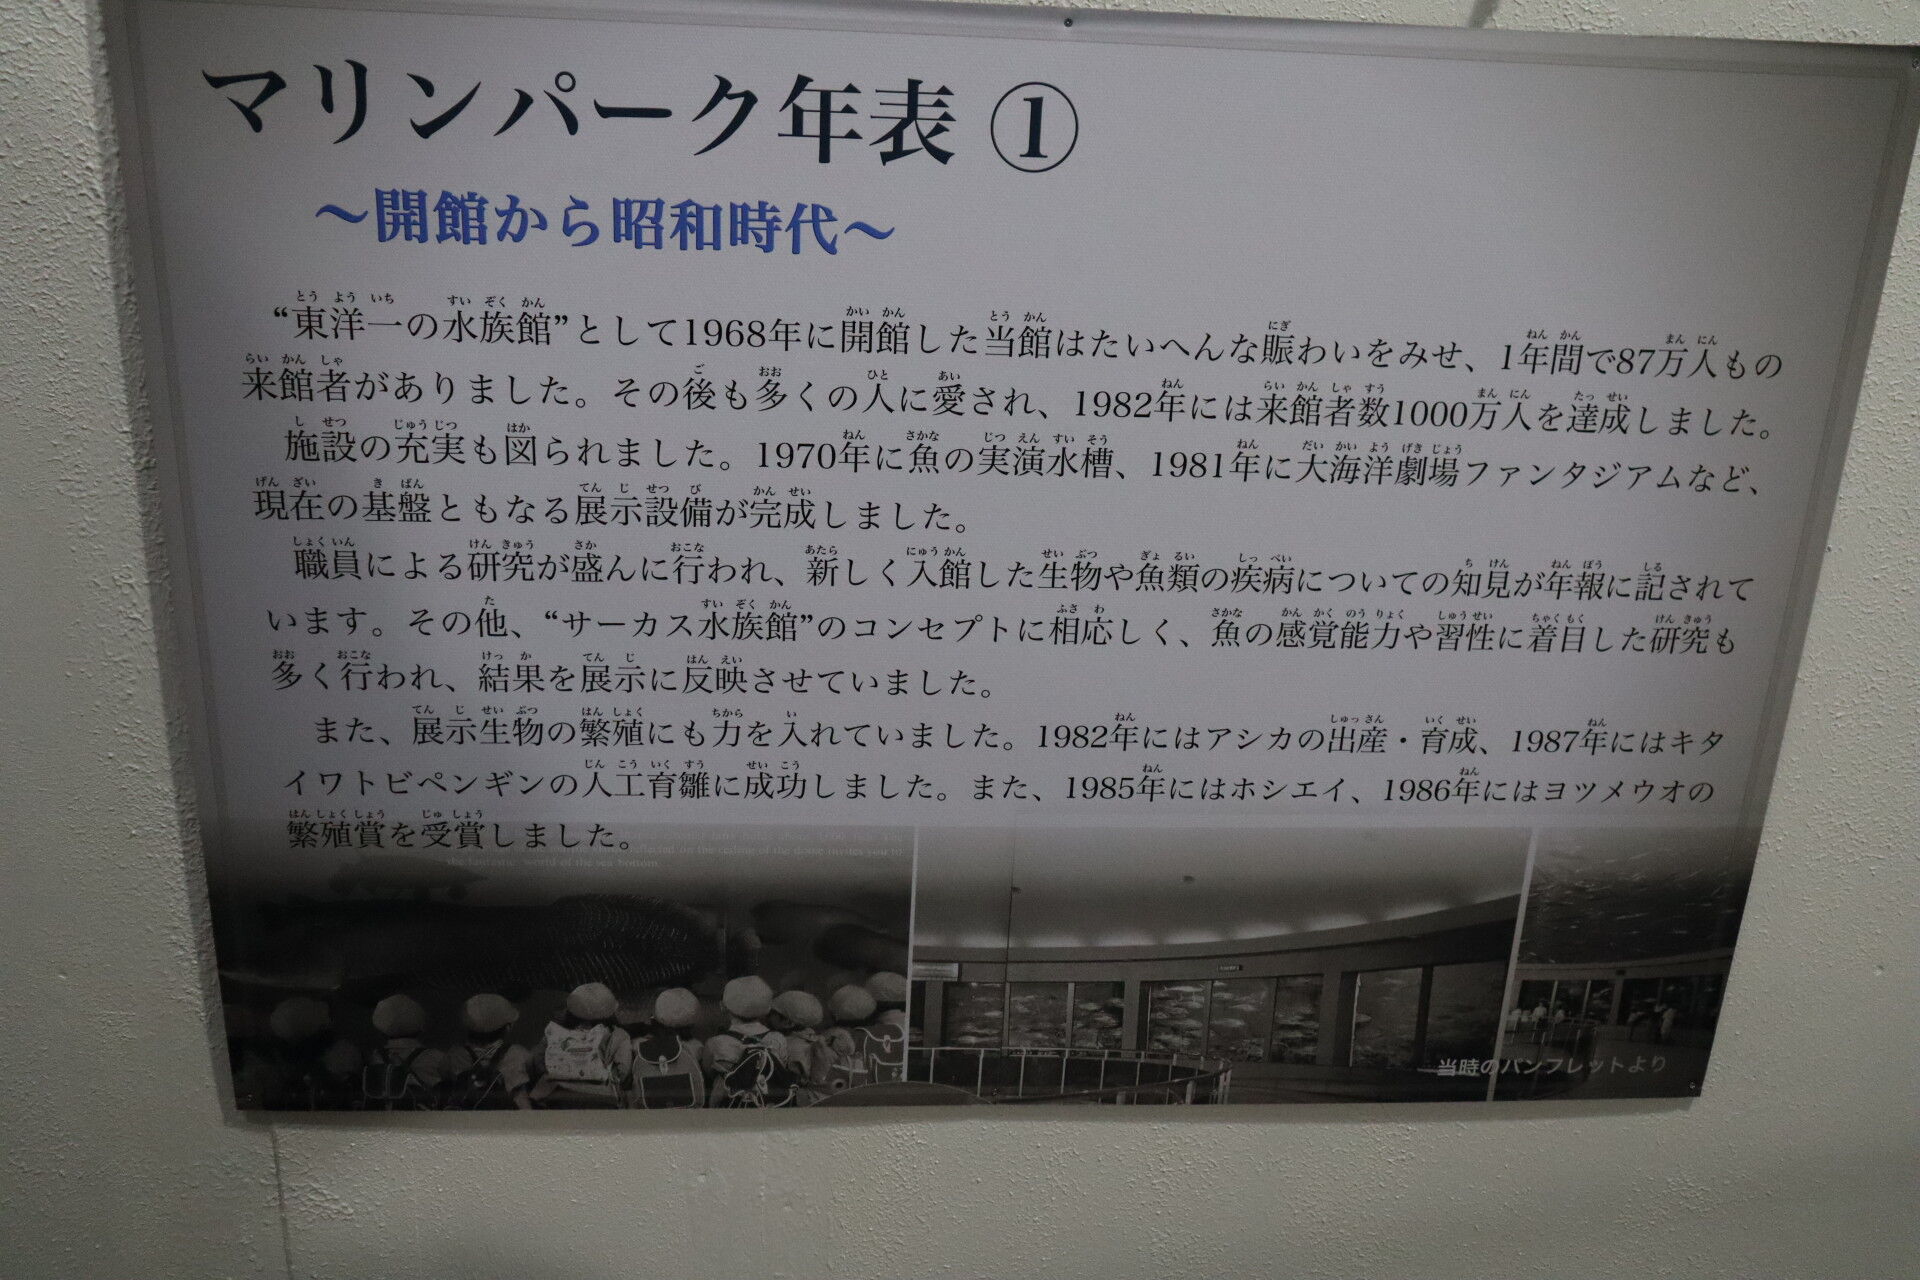 マリンパーク年表 ①
～開館から昭和時代～
“東洋一の水族館”として1968年に開館した当館はたいへんな賑わいをみせ、1年間で87万人もの
来館者がありました。その後も多くの人に愛され、1982年には来館者数1000万人を達成しました。
施設の充実も図られました。1970年に魚の実演水槽、1981年に大海洋劇場ファンタジアムなど、
現在の基盤ともなる展示設備が完成しました。
職員による研究が盛んに行われ、新しく入館した生物や魚類の疾病についての知見が年報に記されて
います。その他、“サーカス水族館”のコンセプトに相応しく、魚の感覚能力や習性に着目した研究も
多く行われ、結果を展示に反映させていました。
また、展示生物の繁殖にも力を入れていました。1982年にはアシカの出産・育成、1987年にはキタ
イワトビペンギンの人工育雛に成功しました。また、1985年にはホシエイ、1986年にはヨツメウオの
繁殖賞を受賞しました。
reflected on the ceiling of the dome invites you to
the fantastic world of the sea bottom.
当時のパンフレットより